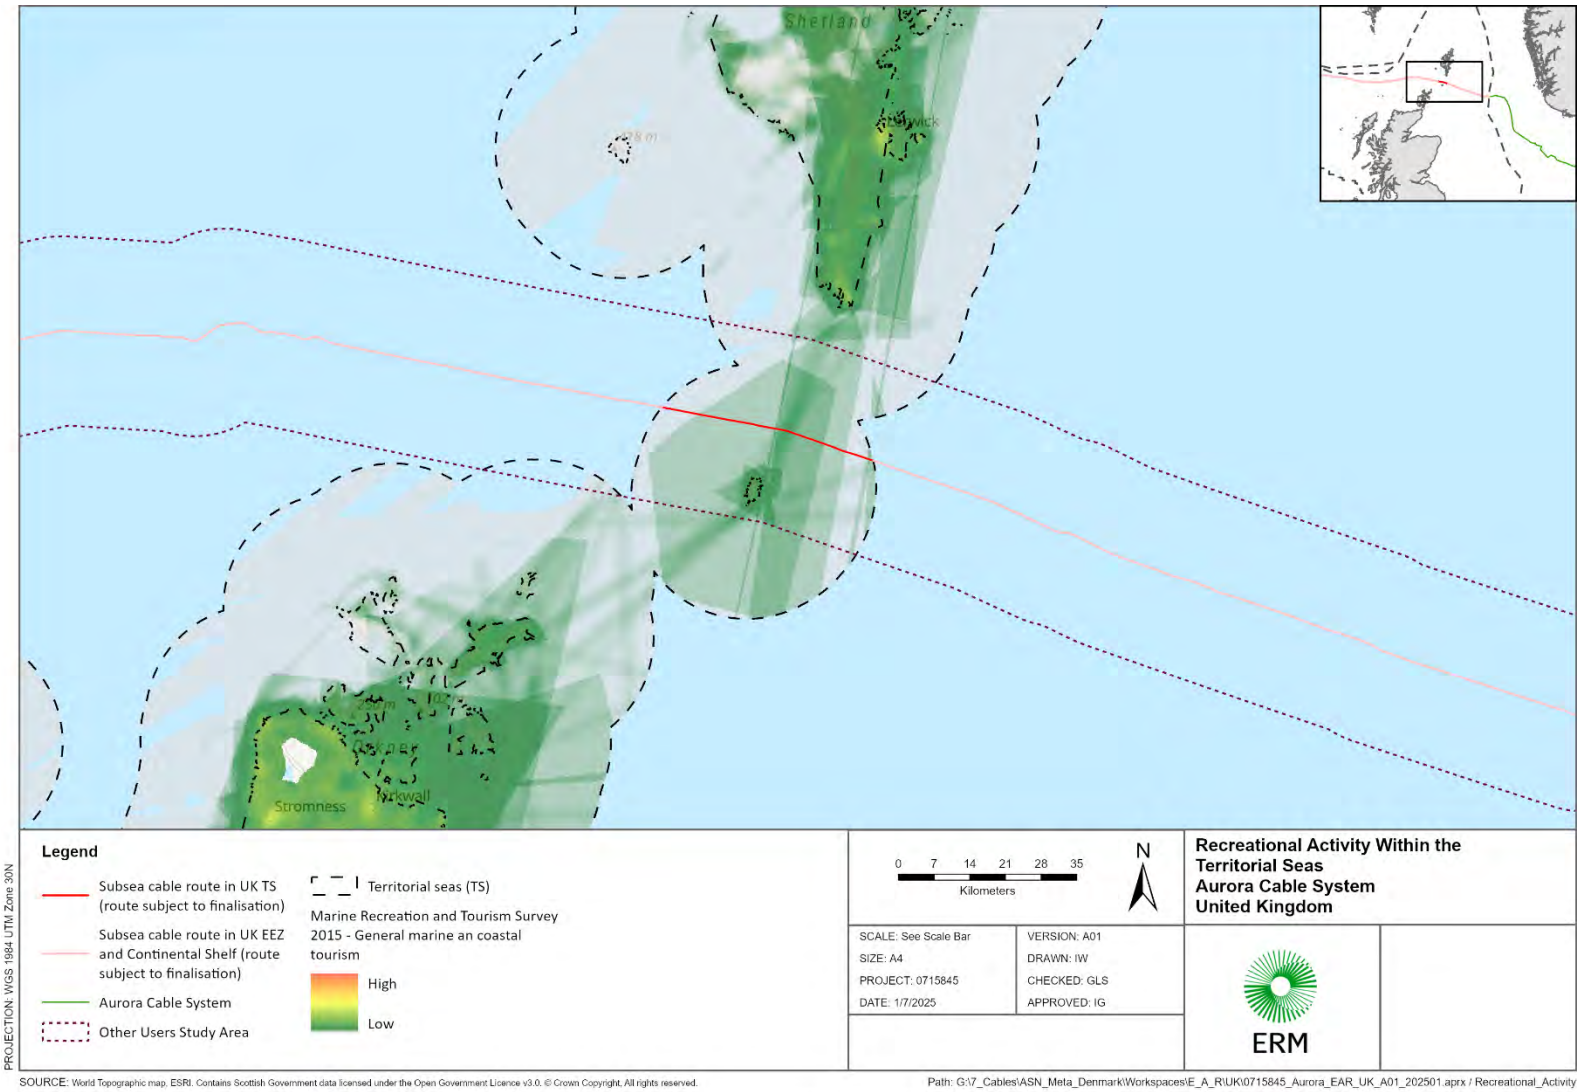 Shetland
Lerwick
Orkney
Kirkwall
Stromness
PROJECTION: WGS 1984 UTM Zone 30N
Legend
Subsea cable route in UK TS
(route subject to finalisation)
Subsea cable route in UK EEZ
and Continental Shelf (route
subject to finalisation)
Aurora Cable System
Other Users Study Area
Territorial seas (TS)
Marine Recreation and Tourism Survey
2015 - General marine an coastal
tourism
High
Low
0 7 14 21 28 35
Kilometers
N
SCALE: See Scale Bar
SIZE: A4
PROJECT: 0715845
DATE: 1/7/2025
VERSION: A01
DRAWN: IW
CHECKED: GLS
APPROVED: IG
Recreational Activity Within the
Territorial Seas
Aurora Cable System
United Kingdom
ERM
SOURCE: World Topographic map, ESRI. Contains Scottish Government data licensed under the Open Government Licence v3.0. © Crown Copyright, All rights reserved.
Path: G:\7_Cables\ASN_Meta_Denmark\Workspaces\E_A_R\UK\0715845_Aurora_EAR_UK_A01_202501.aprx / Recreational_Activity